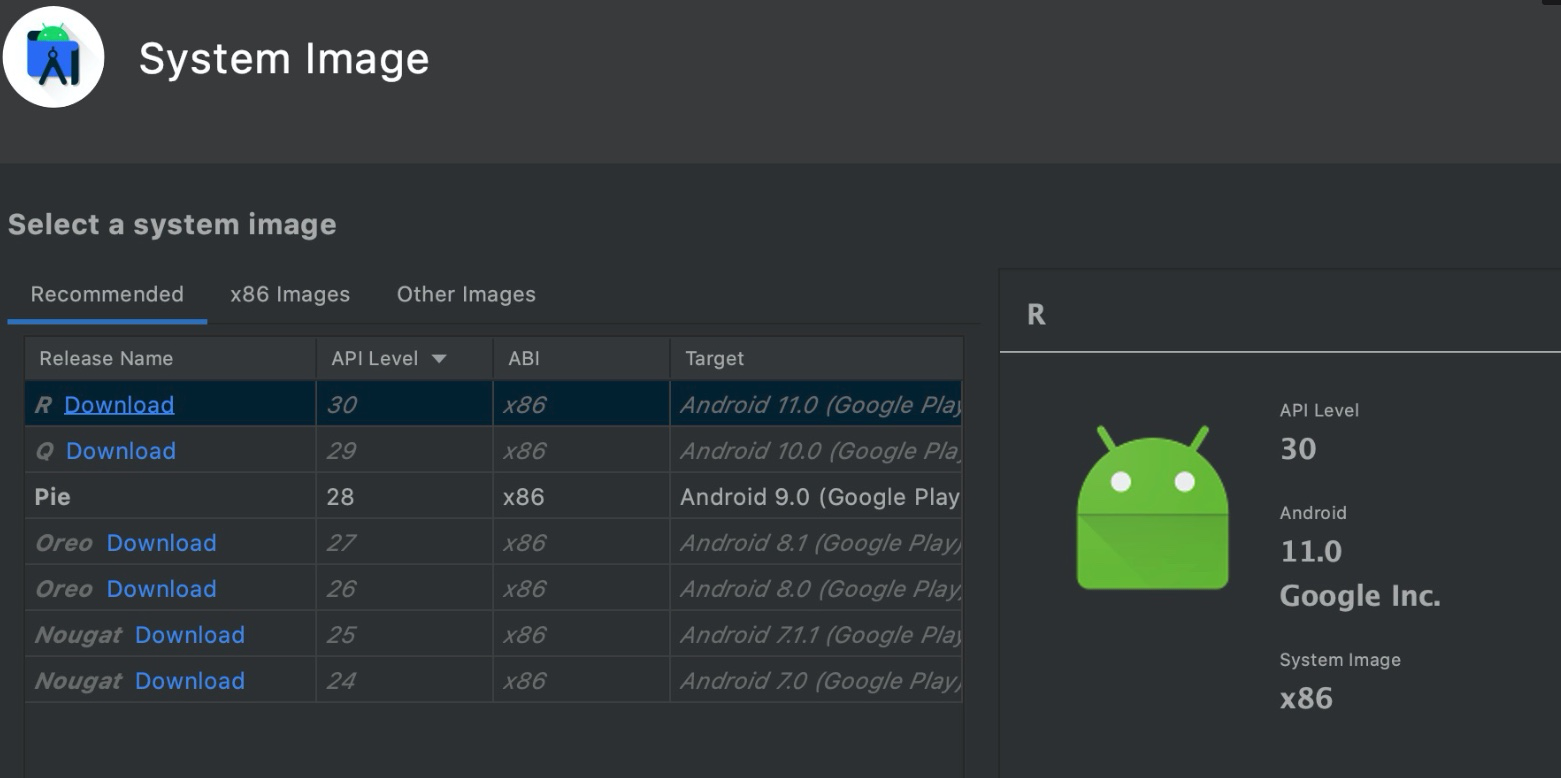 System Image
Select a system image
Recommended x86 Images Other Images
Release Name API Level ABI Target
R Download 30 x86 Android 11.0 (Google Play
Q Download 29 x86 Android 10.0 (Google Play
Pie 28 x86 Android 9.0 (Google Play
Oreo Download 27 x86 Android 8.1 (Google Play)
Oreo Download 26 x86 Android 8.0 (Google Play)
Nougat Download 25 x86 Android 7.1.1 (Google Play
Nougat Download 24 x86 Android 7.0 (Google Play)
R
API Level
30
Android
11.0
Google Inc.
System Image
x86